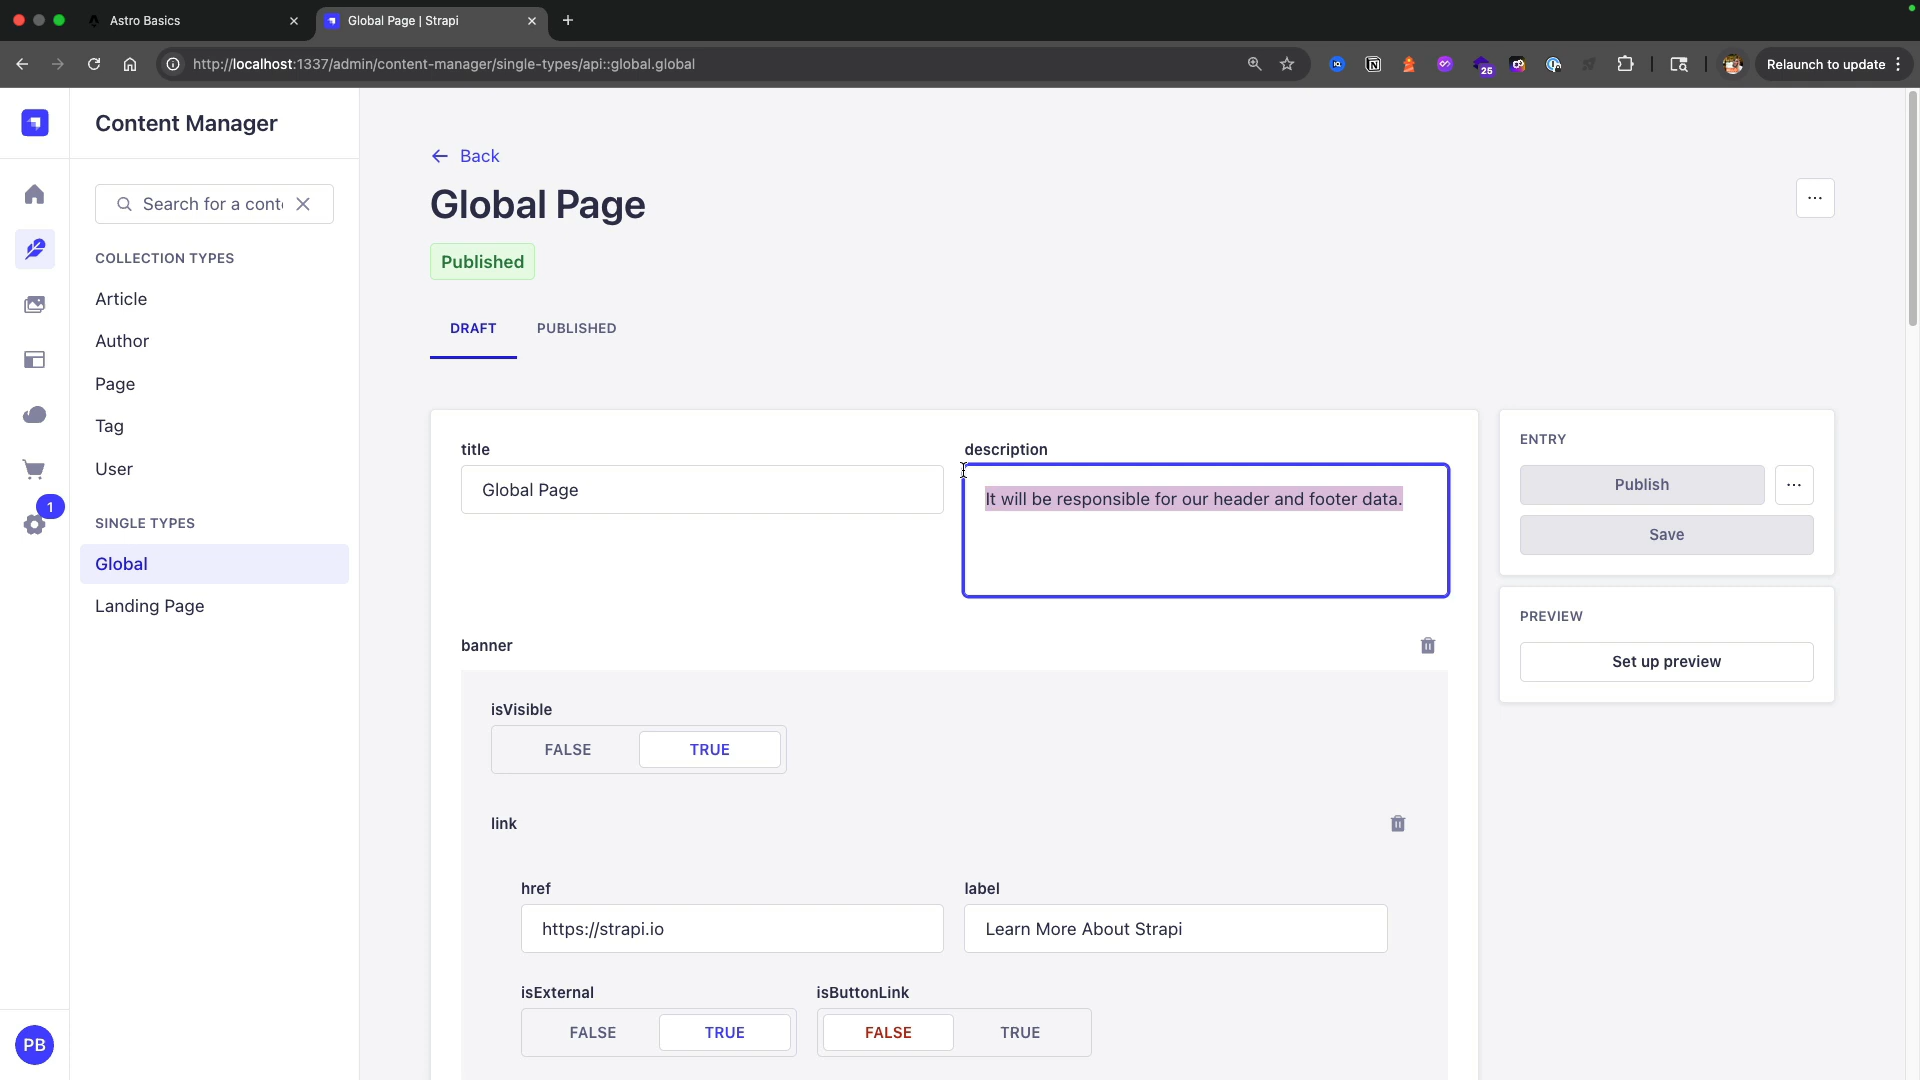 Astro Basics
Global Page | Strapi
http://localhost:1337/admin/content-manager/single-types/api::global.global
25
Relaunch to update
Content Manager
Search for a cont
COLLECTION TYPES
Article
Author
Page
Tag
User
1
SINGLE TYPES
Global
Landing Page
PB
Back
Global Page
Published
DRAFT
PUBLISHED
title
Global Page
description
It will be responsible for our header and footer data.
banner
isVisible
FALSE
TRUE
link
href
https://strapi.io
label
Learn More About Strapi
isExternal
FALSE
TRUE
isButtonLink
FALSE
TRUE
ENTRY
Publish
Save
PREVIEW
Set up preview